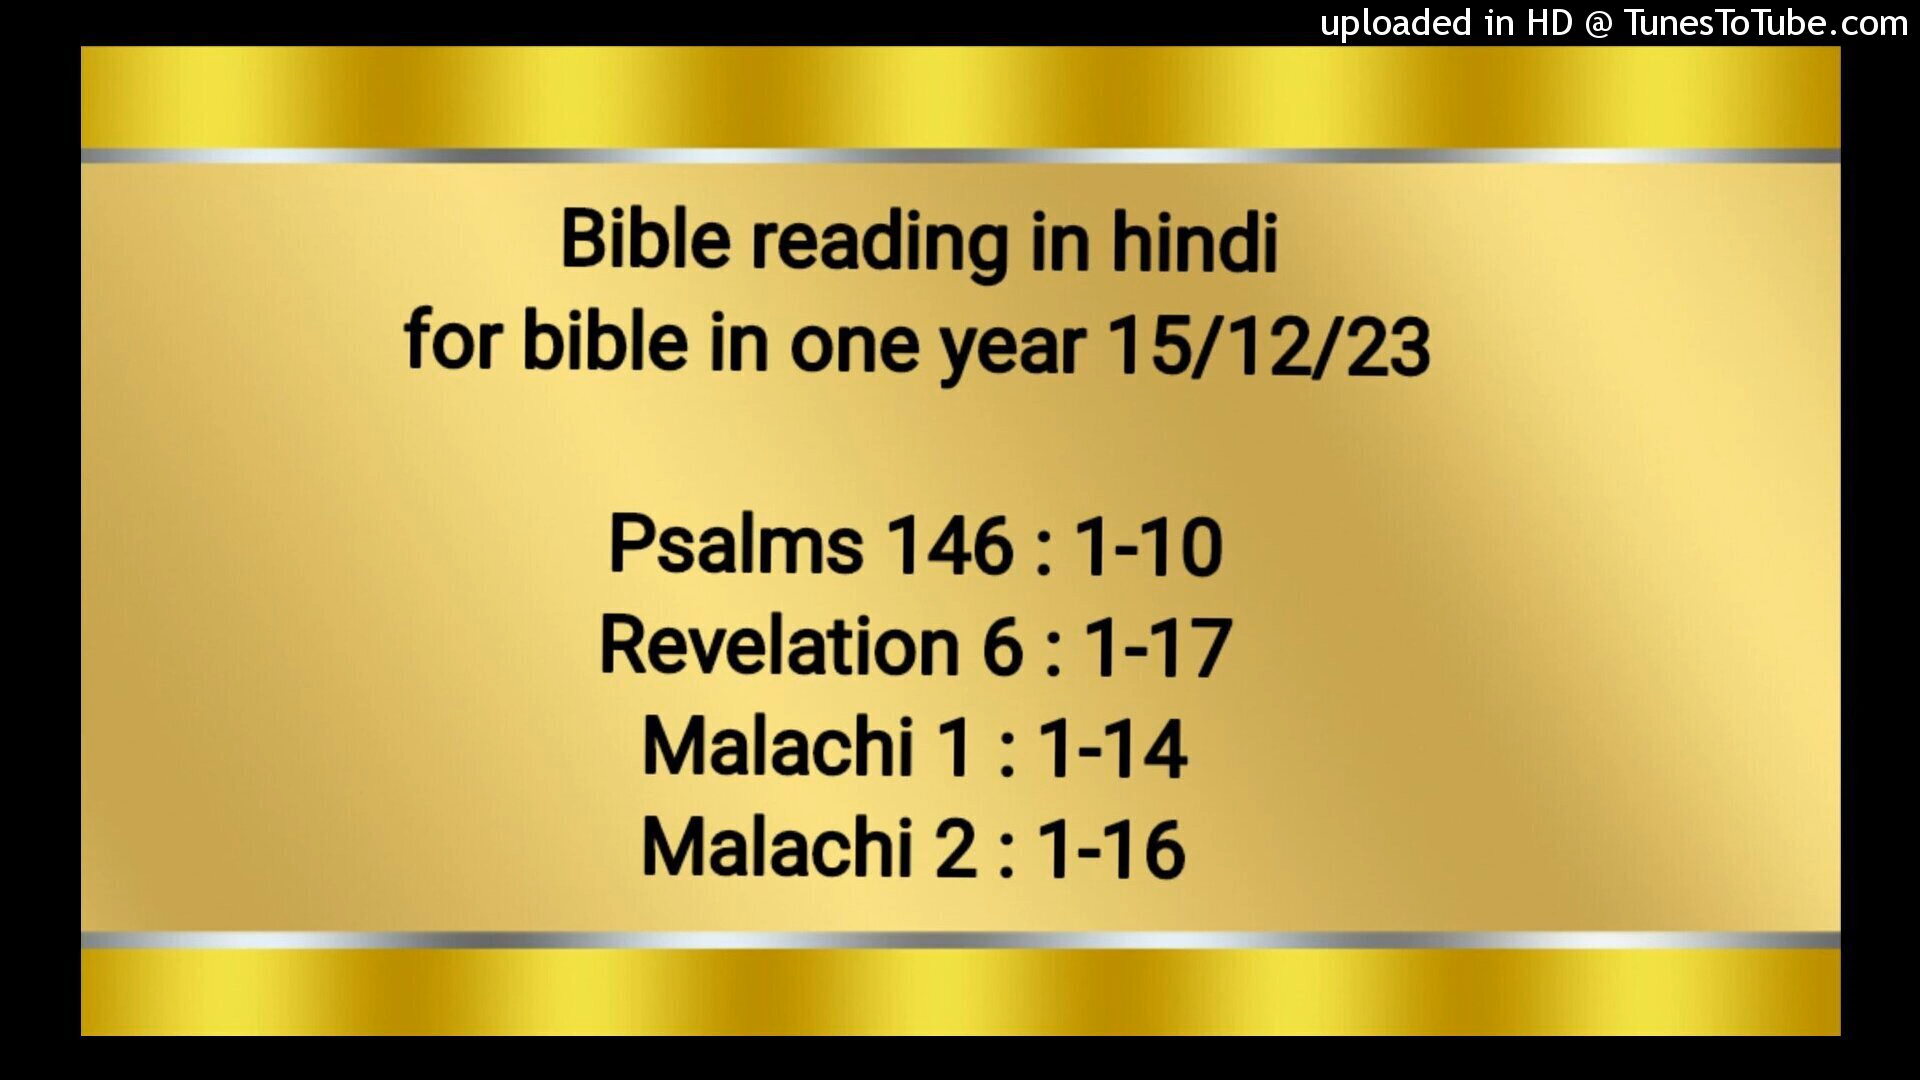 uploaded in HD @ TunesToTube.com
Bible reading in hindi
for bible in one year 15/12/23
Psalms 146 : 1-10
Revelation 6 : 1-17
Malachi 1 : 1-14
Malachi 2 : 1-16